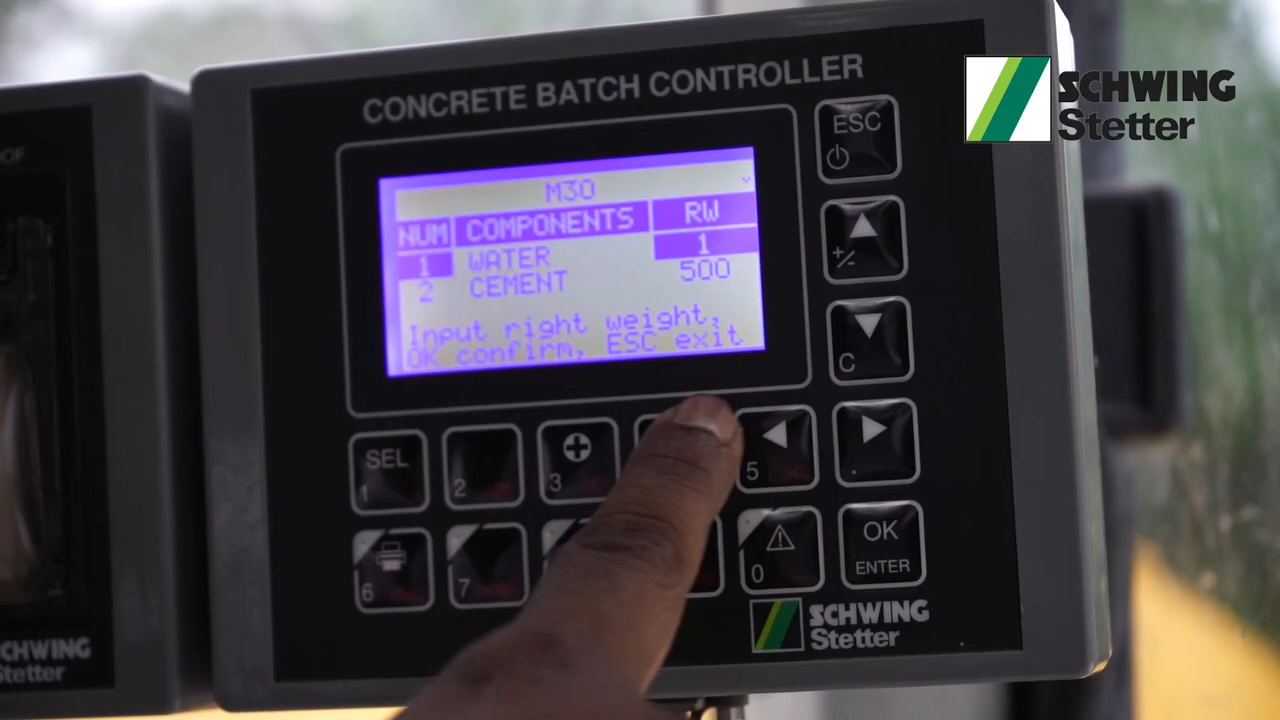 CONCRETE BATCH CONTROLLER
SCHWING
Stetter
M30
NUM COMPONENTS RW
1 WATER 1
2 CEMENT 500
Input right weight,
OK confirm, ESC exit
ESC
+/-
C
SEL
1
2
3
5
.
6
7
0
OK
ENTER
SCHWING
Stetter
CHWING
Stetter